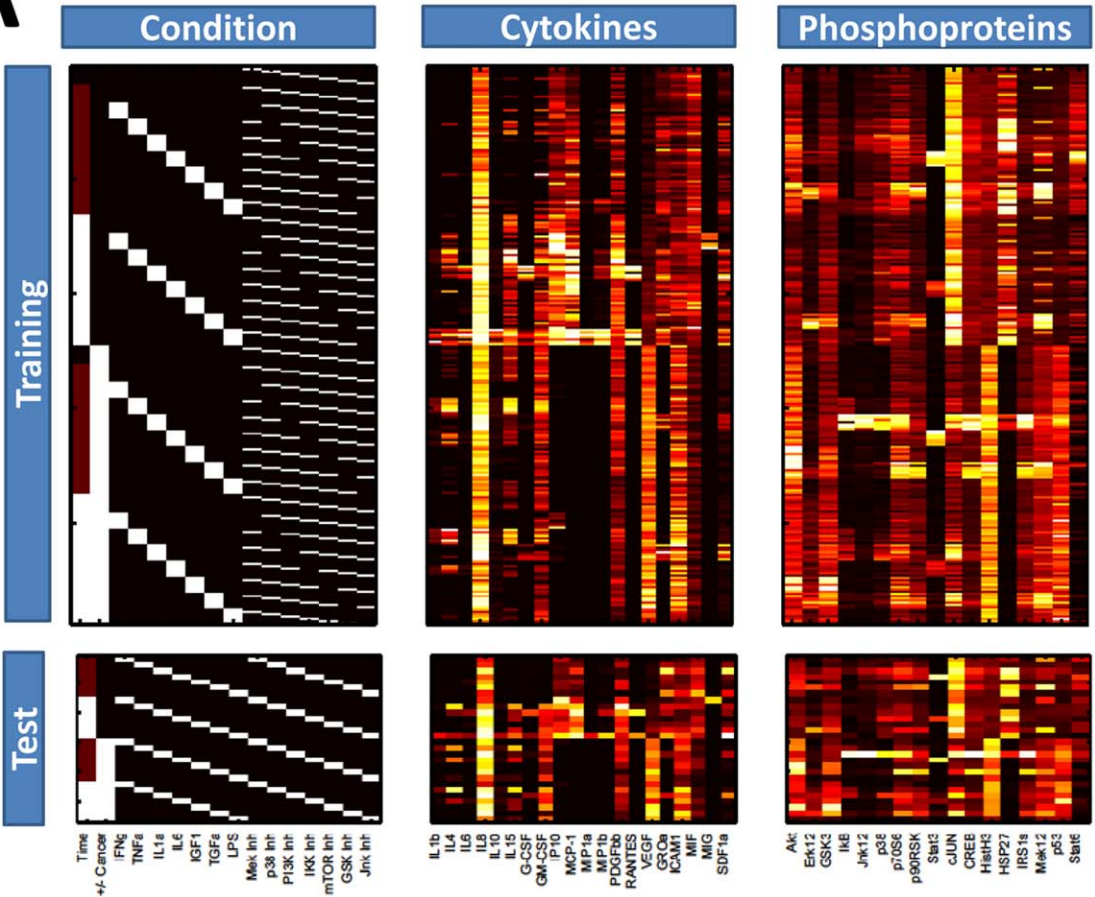 A
Condition
Cytokines
Phosphoproteins
Training
Test
Time
+/- Cancer
IFNg
TNFa
IL1a
IL6
IGF1
TGFa
LPS
Mek Inh
p38 Inh
PI3K Inh
IKK Inh
mTOR Inh
GSK Inh
Jnk Inh
IL1b
IL4
IL6
IL8
IL10
IL15
G-CSF
GM-CSF
IP10
MCP-1
MIP1a
MIP1b
PDGFbb
RANTES
VEGF
GROa
ICAM1
MIF
MIG
SDF1a
Akt
Erk12
GSK3
IkB
Jnk12
p38
p70S6
p90RSK
Stat3
cJUN
CREB
HistH3
HSP27
IRS1s
Mek12
p53
Stat6